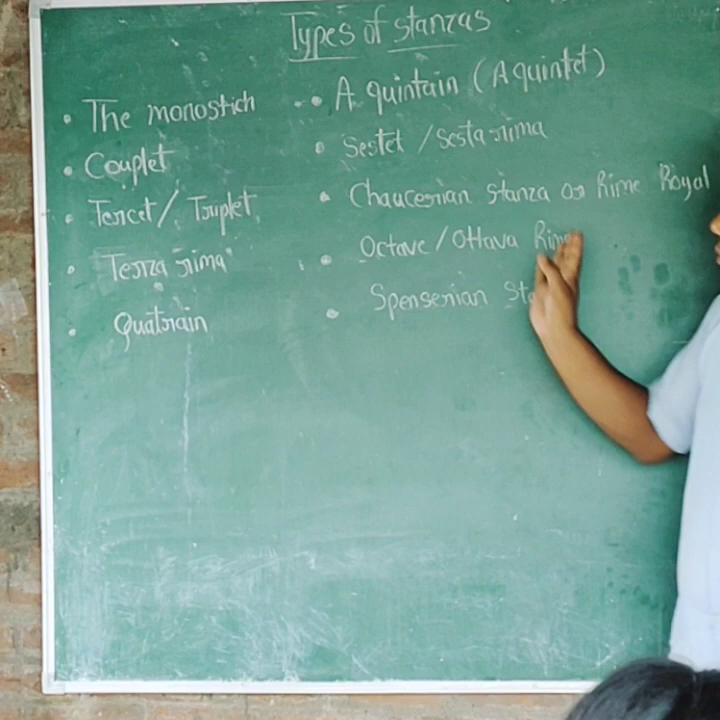 Types of stanzas
• The monostich
• Couplet
• Tercet / Triplet
• Terza rima
• Quatrain
• A quintain (A quintet)
• Sestet / Sesta rima
• Chaucerian stanza or Rime Royal
• Octave / Ottava Rima
• Spenserian